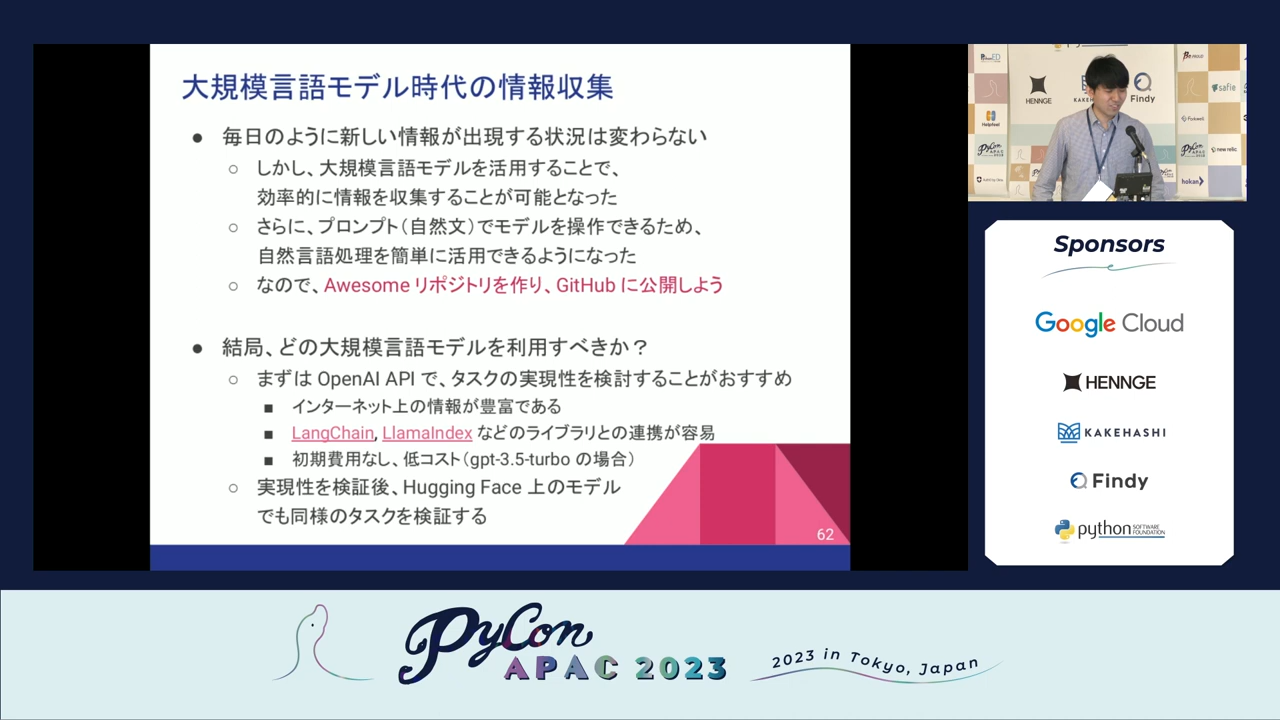 大規模言語モデル時代の情報収集
● 毎日のように新しい情報が出現する状況は変わらない
○ しかし、大規模言語モデルを活用することで、
効率的に情報を収集することが可能となった
○ さらに、プロンプト（自然文）でモデルを操作できるため、
自然言語処理を簡単に活用できるようになった
○ なので、Awesome リポジトリを作り、GitHub に公開しよう
● 結局、どの大規模言語モデルを利用すべきか？
○ まずは OpenAI API で、タスクの実現性を検討することがおすすめ
■ インターネット上の情報が豊富である
■ LangChain, LlamaIndex などのライブラリとの連携が容易
■ 初期費用なし、低コスト（gpt-3.5-turbo の場合）
○ 実現性を検証後、Hugging Face 上のモデル
でも同様のタスクを検証する
62
HENNGE
Findy
safie
Helpfeel
new relic
hokan
Sponsors
Google Cloud
HENNGE
KAKEHASHI
Findy
python SOFTWARE FOUNDATION
PyCon
APAC 2023
2023 in Tokyo, Japan